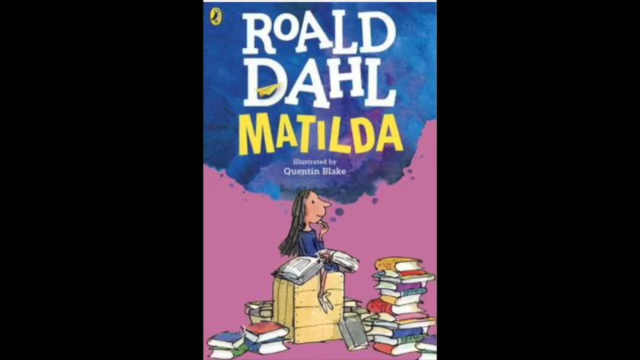 ROALD
DAHL
MATILDA
Illustrated by
Quentin Blake